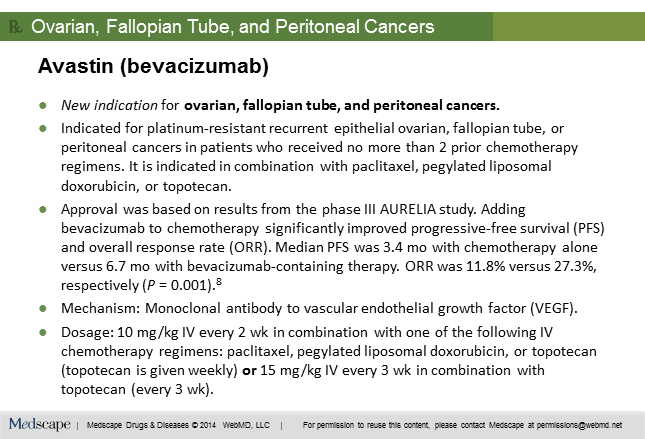 ℞ Ovarian, Fallopian Tube, and Peritoneal Cancers
Avastin (bevacizumab)
● New indication for ovarian, fallopian tube, and peritoneal cancers.
● Indicated for platinum-resistant recurrent epithelial ovarian, fallopian tube, or
peritoneal cancers in patients who received no more than 2 prior chemotherapy
regimens. It is indicated in combination with paclitaxel, pegylated liposomal
doxorubicin, or topotecan.
● Approval was based on results from the phase III AURELIA study. Adding
bevacizumab to chemotherapy significantly improved progressive-free survival (PFS)
and overall response rate (ORR). Median PFS was 3.4 mo with chemotherapy alone
versus 6.7 mo with bevacizumab-containing therapy. ORR was 11.8% versus 27.3%,
respectively (P = 0.001).⁸
● Mechanism: Monoclonal antibody to vascular endothelial growth factor (VEGF).
● Dosage: 10 mg/kg IV every 2 wk in combination with one of the following IV
chemotherapy regimens: paclitaxel, pegylated liposomal doxorubicin, or topotecan
(topotecan is given weekly) or 15 mg/kg IV every 3 wk in combination with
topotecan (every 3 wk).
Medscape | Medscape Drugs & Diseases © 2014 WebMD, LLC | For permission to reuse this content, please contact Medscape at permissions@webmd.net